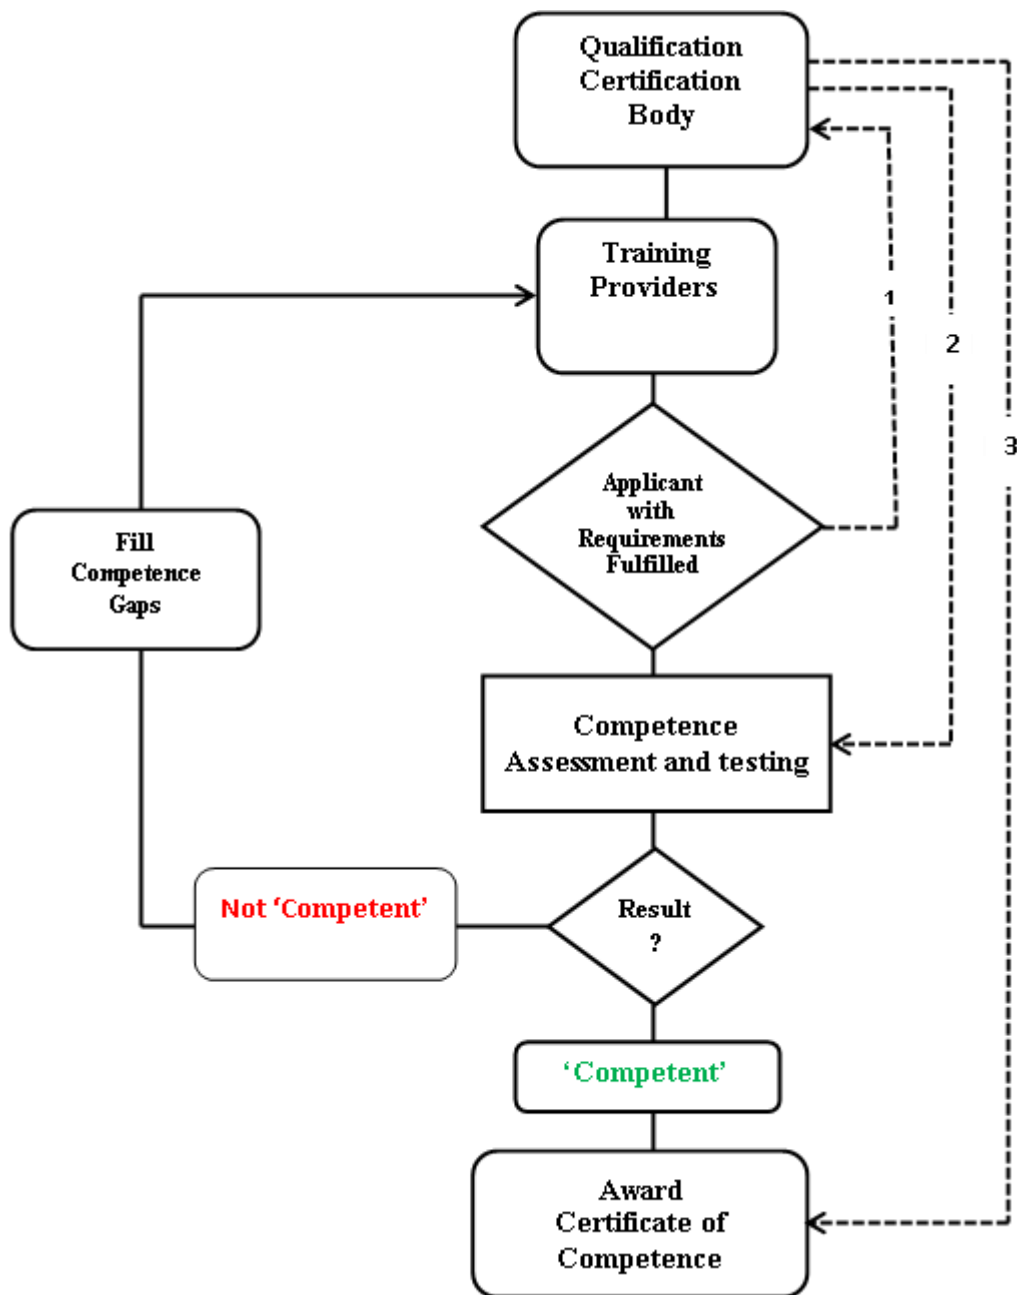 Qualification
Certification
Body
Training
Providers
1
2
3
Applicant
with
Requirements
Fulfilled
Fill
Competence
Gaps
Competence
Assessment and testing
Not ‘Competent’
Result
?
‘Competent’
Award
Certificate of
Competence